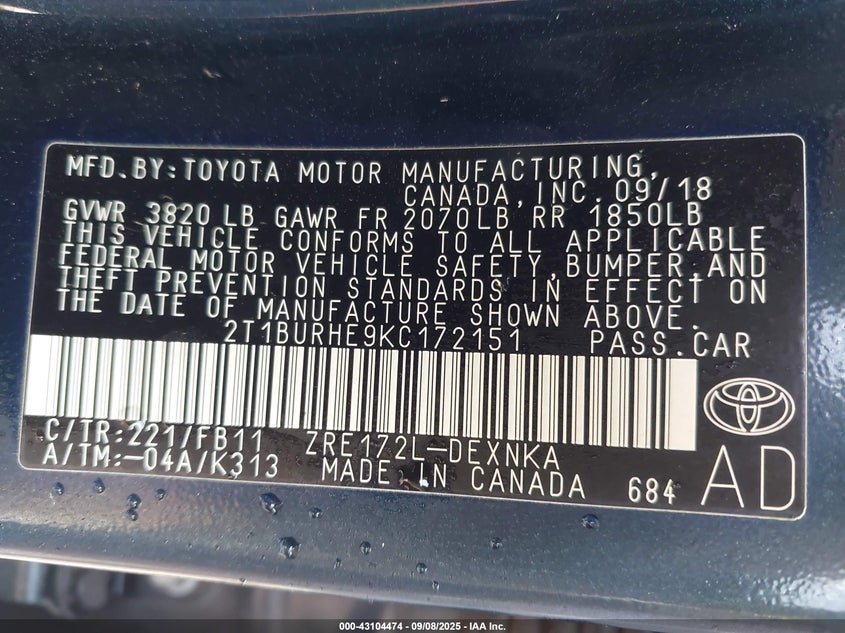 MFD.BY:TOYOTA MOTOR MANUFACTURING,
CANADA,INC. 09/18
GVWR 3820 LB GAWR FR 2070LB RR 1850LB
THIS VEHICLE CONFORMS TO ALL APPLICABLE
FEDERAL MOTOR VEHICLE SAFETY,BUMPER,AND
THEFT PREVENTION STANDARDS IN EFFECT ON
THE DATE OF MANUFACTURE SHOWN ABOVE.
2T1BURHE9KC172151 PASS.CAR
C/TR:221/FB11 ZRE172L-DEXNKA
A/TM:-04A/K313 MADE IN CANADA 684 AD
000-43104474 - 09/08/2025 - IAA Inc.